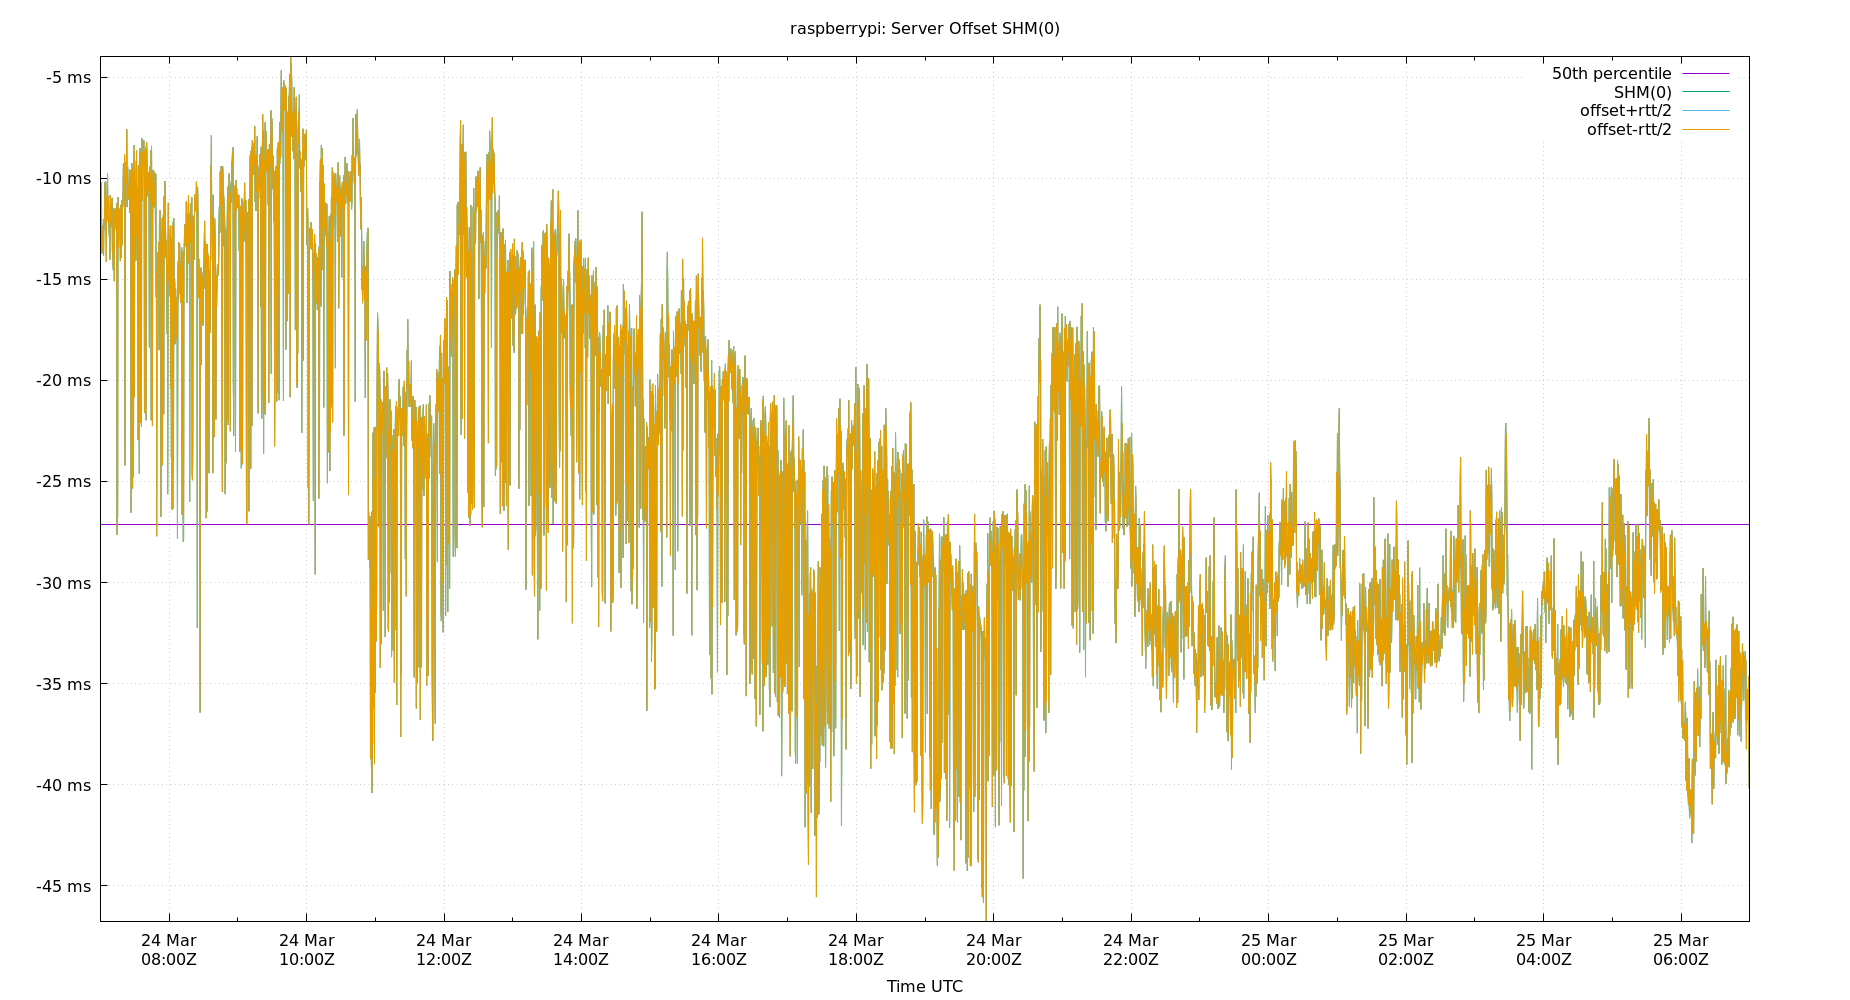 raspberrypi: Server Offset SHM(0)
50th percentile
SHM(0)
offset+rtt/2
offset-rtt/2
-5 ms
-10 ms
-15 ms
-20 ms
-25 ms
-30 ms
-35 ms
-40 ms
-45 ms
24 Mar 24 Mar 24 Mar 24 Mar 24 Mar 24 Mar 24 Mar 24 Mar 25 Mar 25 Mar 25 Mar 25 Mar
08:00Z 10:00Z 12:00Z 14:00Z 16:00Z 18:00Z 20:00Z 22:00Z 00:00Z 02:00Z 04:00Z 06:00Z
Time UTC